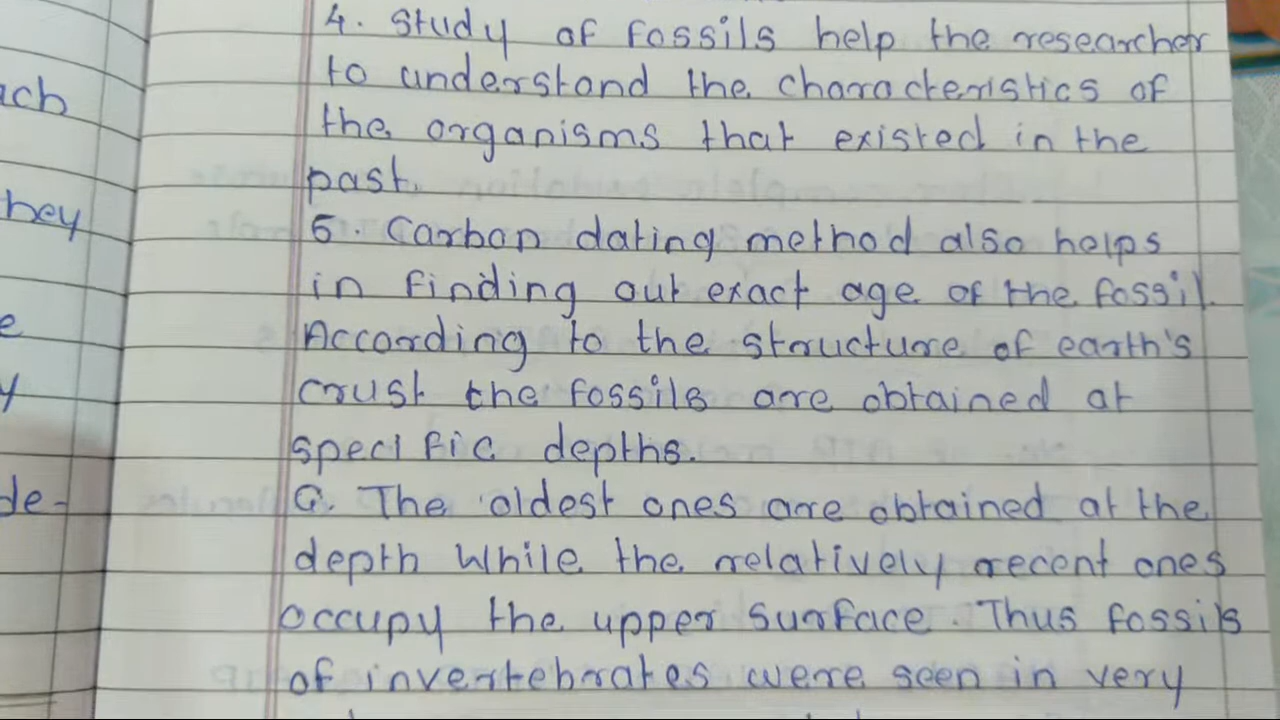 4. Study of fossils help the researcher
to understand the characteristics of
the organisms that existed in the
past.
5. Carbon dating method also helps
in finding out exact age of the fossil.
According to the structure of earth's
crust the fossils are obtained at
specific depths.
6. The oldest ones are obtained at the
depth while the relatively recent ones
occupy the upper surface. Thus fossils
of invertebrates were seen in very
ach
hey
e
y
de-